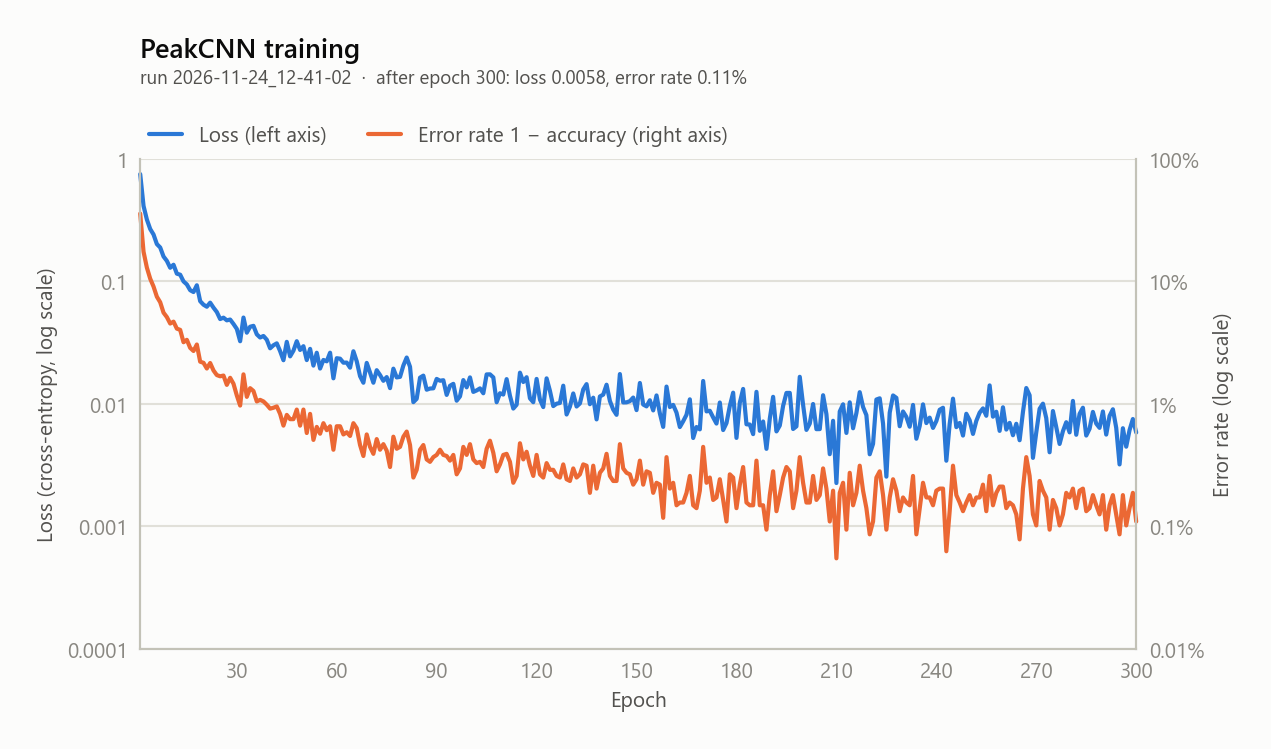 PeakCNN training
run 2026-11-24_12-41-02 · after epoch 300: loss 0.0058, error rate 0.11%
Loss (left axis) Error rate 1 − accuracy (right axis)
1 100%
0.1 10%
0.01 1%
0.001 0.1%
0.0001 0.01%
Loss (cross-entropy, log scale)
Error rate (log scale)
30 60 90 120 150 180 210 240 270 300
Epoch